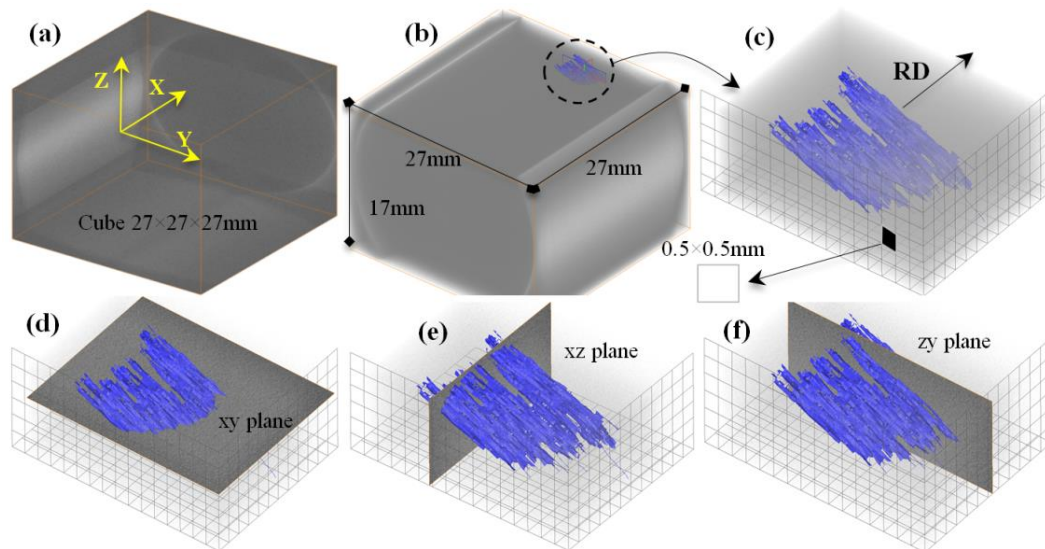 (a)
Z
X
Y
Cube 27×27×27mm
(b)
27mm
27mm
17mm
(c)
RD
0.5×0.5mm
(d)
xy plane
(e)
xz plane
(f)
zy plane